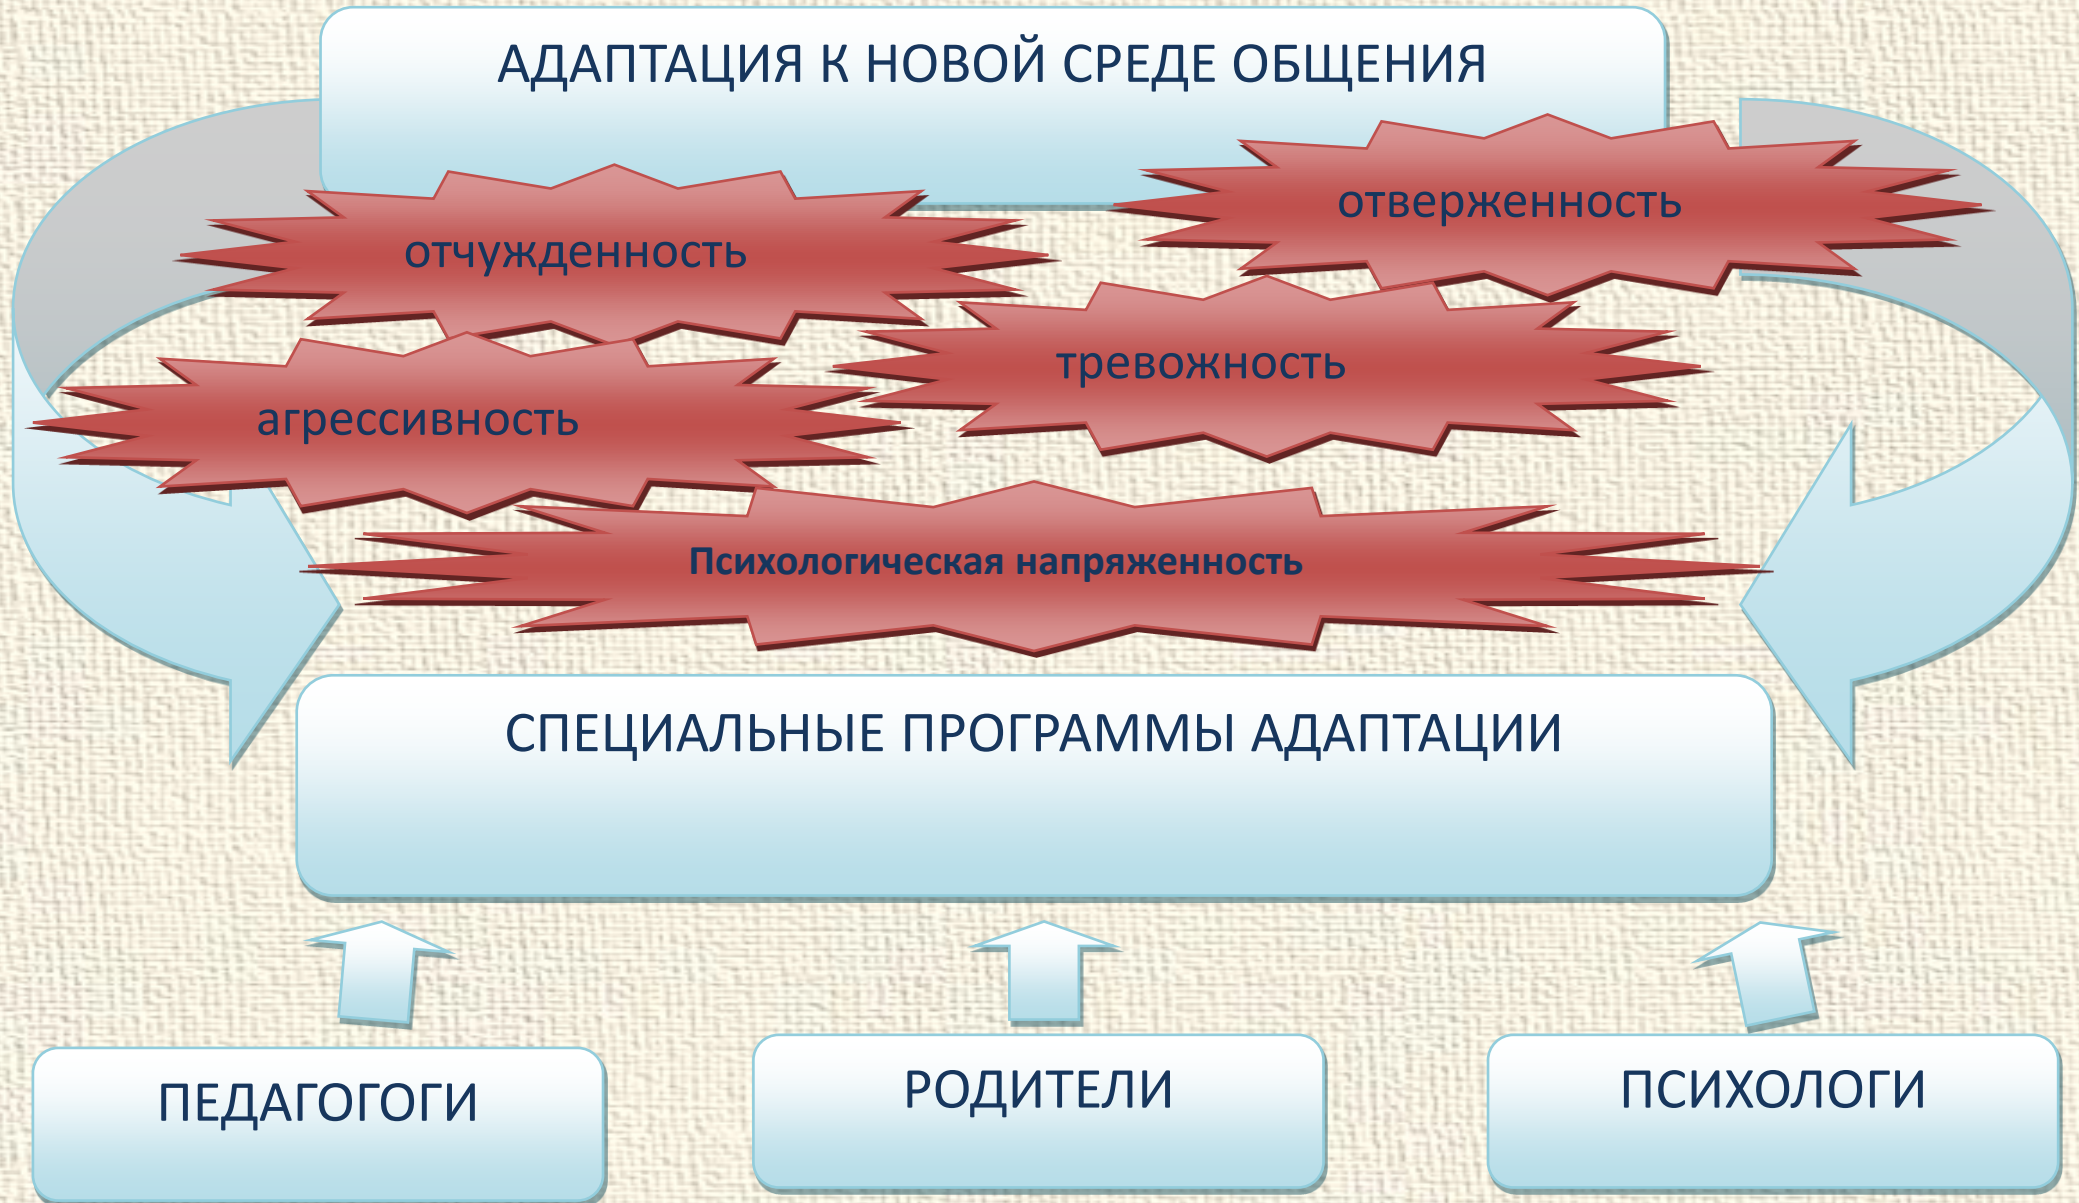 АДАПТАЦИЯ К НОВОЙ СРЕДЕ ОБЩЕНИЯ
отверженность
отчужденность
тревожность
агрессивность
Психологическая напряженность
СПЕЦИАЛЬНЫЕ ПРОГРАММЫ АДАПТАЦИИ
ПЕДАГОГОГИ
РОДИТЕЛИ
ПСИХОЛОГИ